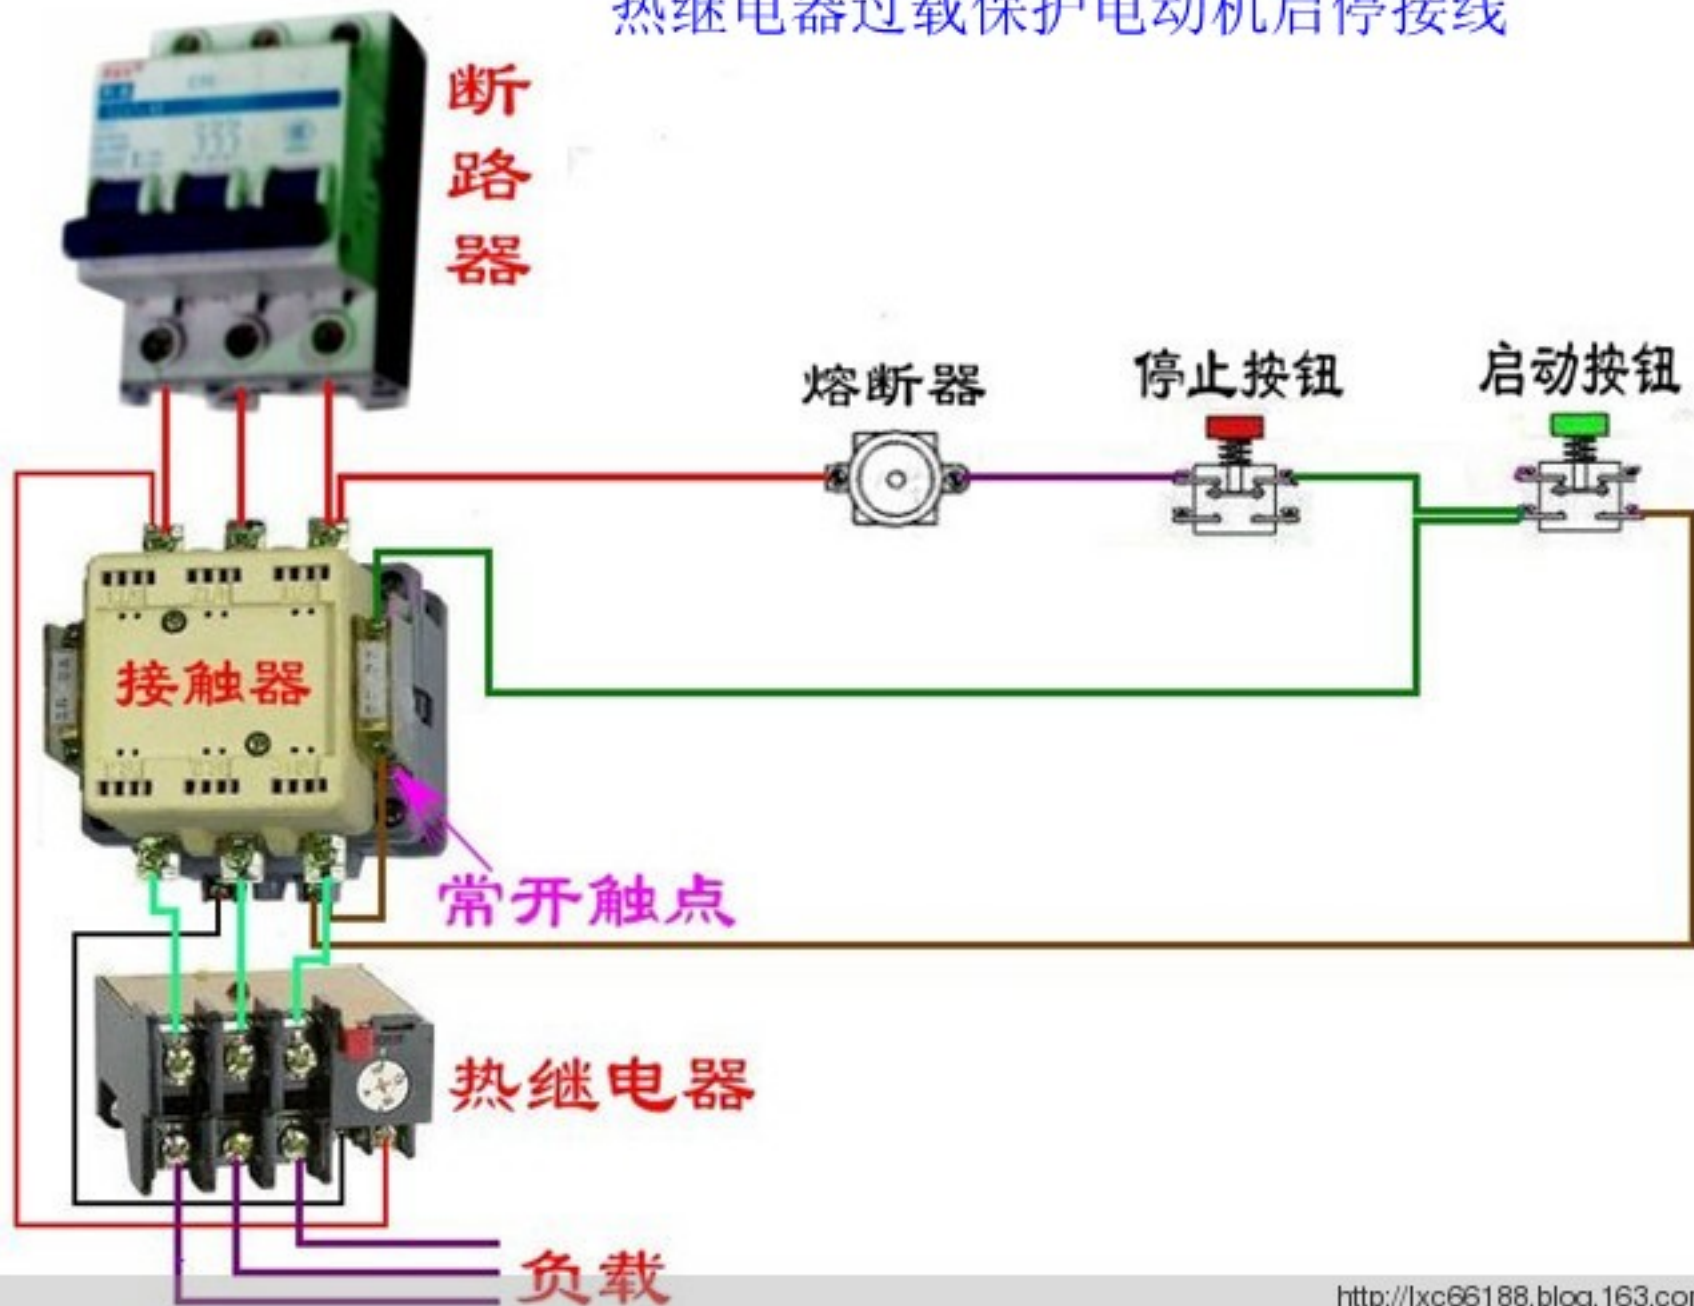 热继电器过载保护电动机启停接线
断路器
熔断器
停止按钮
启动按钮
接触器
常开触点
热继电器
负载
http://lxc66188.blog.163.com